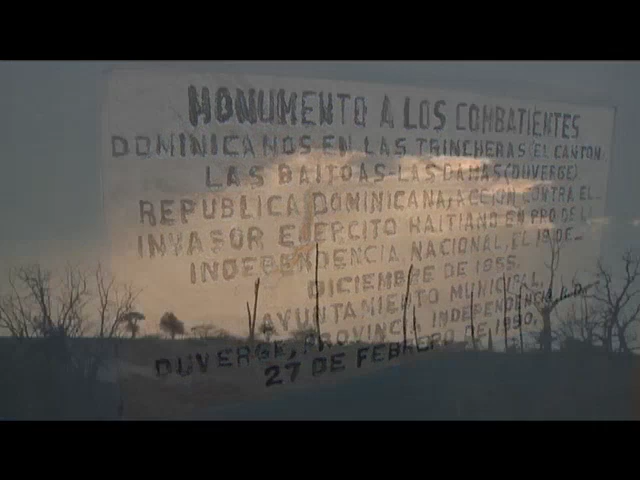 MONUMENTO A LOS COMBATIENTES
DOMINICANOS EN LAS TRINCHERAS (EL CANTON,
LAS BAITOAS-LAS DAMAS (DUVERGE)
REPUBLICA DOMINICANA, ACCION CONTRA EL
INVASOR EJERCITO HAITIANO EN PRO DE L
INDEPENDENCIA NACIONAL, EL 19 DE
DICIEMBRE DE 1955.
AYUNTAMIENTO MUNICIPAL,
DUVERGE, PROVINCIA INDEPENDENCIA
27 DE FEBRERO DE 1990,